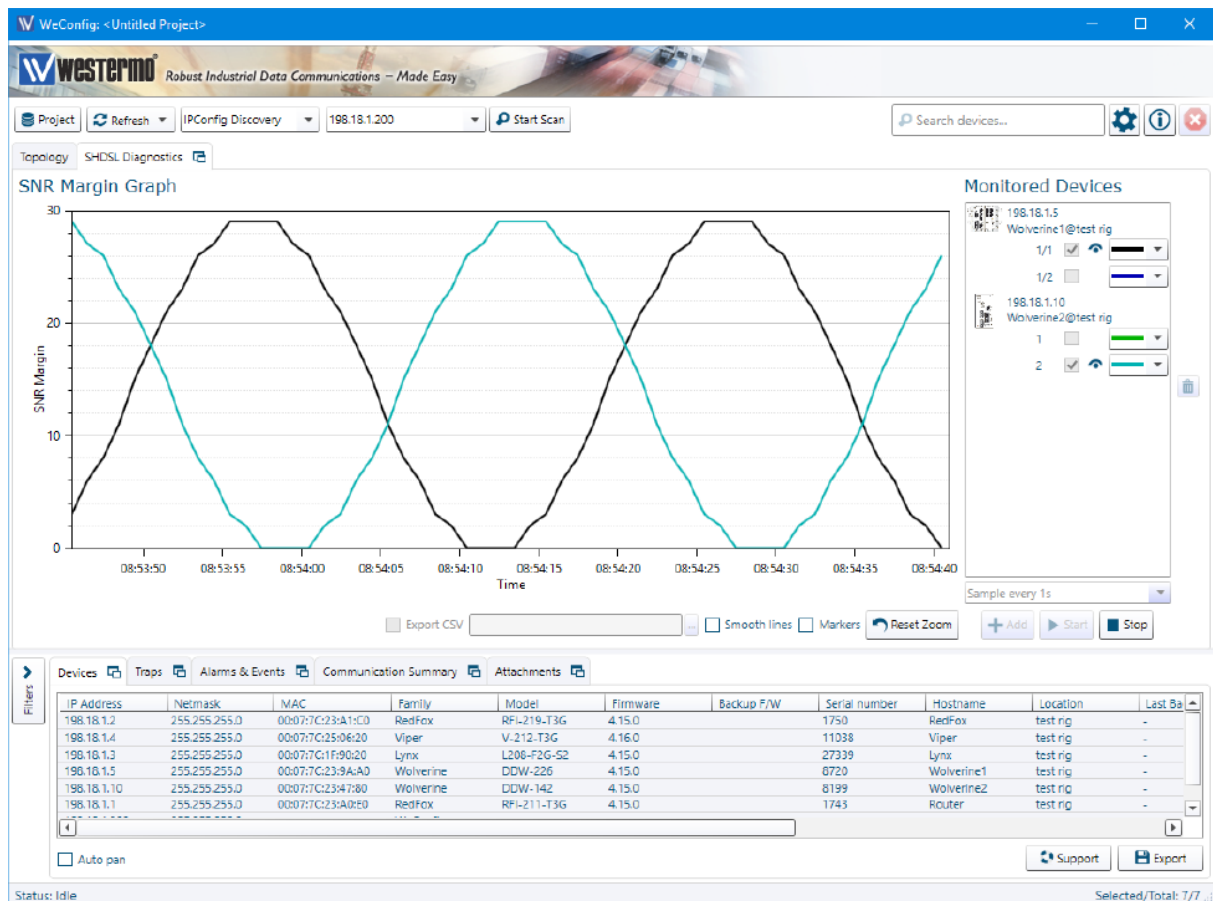 WeConfig: <Untitled Project>
westermo Robust Industrial Data Communications – Made Easy
Project Refresh IPConfig Discovery 198.18.1.200 Start Scan Search devices...
Topology SHDSL Diagnostics
SNR Margin Graph
Monitored Devices
198.18.1.5
Wolverine1@test rig
1/1
1/2
198.18.1.10
Wolverine2@test rig
1
2
SNR Margin
30
20
10
0
08:53:50 08:53:55 08:54:00 08:54:05 08:54:10 08:54:15 08:54:20 08:54:25 08:54:30 08:54:35 08:54:40
Time
Sample every 1s
Export CSV ... Smooth lines Markers Reset Zoom Add Start Stop
Filters
Devices Traps Alarms & Events Communication Summary Attachments
IP Address Netmask MAC Family Model Firmware Backup F/W Serial number Hostname Location Last Ba
198.18.1.2 255.255.255.0 00:07:7C:23:A1:C0 RedFox RFI-219-T3G 4.15.0 1750 RedFox test rig -
198.18.1.4 255.255.255.0 00:07:7C:25:06:20 Viper V-212-T3G 4.16.0 11038 Viper test rig -
198.18.1.3 255.255.255.0 00:07:7C:1F:90:20 Lynx L208-F2G-S2 4.15.0 27339 Lynx test rig -
198.18.1.5 255.255.255.0 00:07:7C:23:9A:A0 Wolverine DDW-226 4.15.0 8720 Wolverine1 test rig -
198.18.1.10 255.255.255.0 00:07:7C:23:47:80 Wolverine DDW-142 4.15.0 8199 Wolverine2 test rig -
198.18.1.1 255.255.255.0 00:07:7C:23:A0:E0 RedFox RFI-211-T3G 4.15.0 1743 Router test rig -
Auto pan Support Export
Status: Idle Selected/Total: 7/7